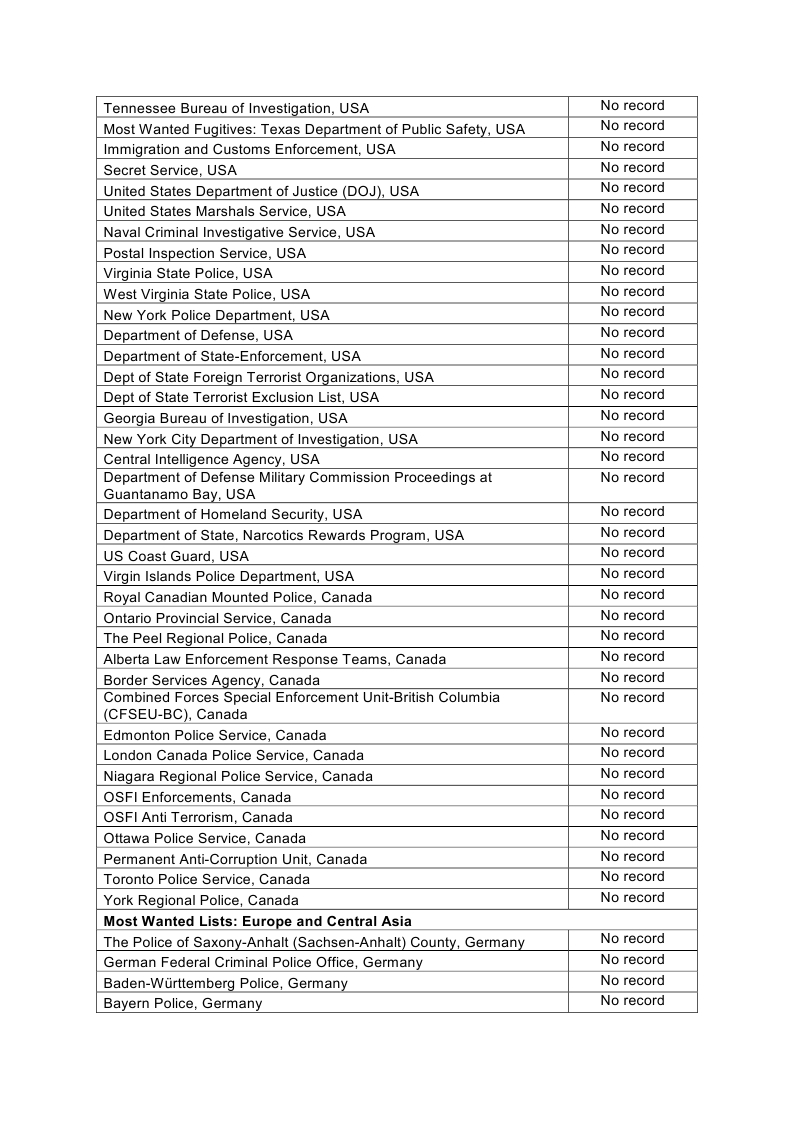 Tennessee Bureau of Investigation, USA No record
Most Wanted Fugitives: Texas Department of Public Safety, USA No record
Immigration and Customs Enforcement, USA No record
Secret Service, USA No record
United States Department of Justice (DOJ), USA No record
United States Marshals Service, USA No record
Naval Criminal Investigative Service, USA No record
Postal Inspection Service, USA No record
Virginia State Police, USA No record
West Virginia State Police, USA No record
New York Police Department, USA No record
Department of Defense, USA No record
Department of State-Enforcement, USA No record
Dept of State Foreign Terrorist Organizations, USA No record
Dept of State Terrorist Exclusion List, USA No record
Georgia Bureau of Investigation, USA No record
New York City Department of Investigation, USA No record
Central Intelligence Agency, USA No record
Department of Defense Military Commission Proceedings at No record
Guantanamo Bay, USA
Department of Homeland Security, USA No record
Department of State, Narcotics Rewards Program, USA No record
US Coast Guard, USA No record
Virgin Islands Police Department, USA No record
Royal Canadian Mounted Police, Canada No record
Ontario Provincial Service, Canada No record
The Peel Regional Police, Canada No record
Alberta Law Enforcement Response Teams, Canada No record
Border Services Agency, Canada No record
Combined Forces Special Enforcement Unit-British Columbia No record
(CFSEU-BC), Canada
Edmonton Police Service, Canada No record
London Canada Police Service, Canada No record
Niagara Regional Police Service, Canada No record
OSFI Enforcements, Canada No record
OSFI Anti Terrorism, Canada No record
Ottawa Police Service, Canada No record
Permanent Anti-Corruption Unit, Canada No record
Toronto Police Service, Canada No record
York Regional Police, Canada No record
Most Wanted Lists: Europe and Central Asia
The Police of Saxony-Anhalt (Sachsen-Anhalt) County, Germany No record
German Federal Criminal Police Office, Germany No record
Baden-Württemberg Police, Germany No record
Bayern Police, Germany No record